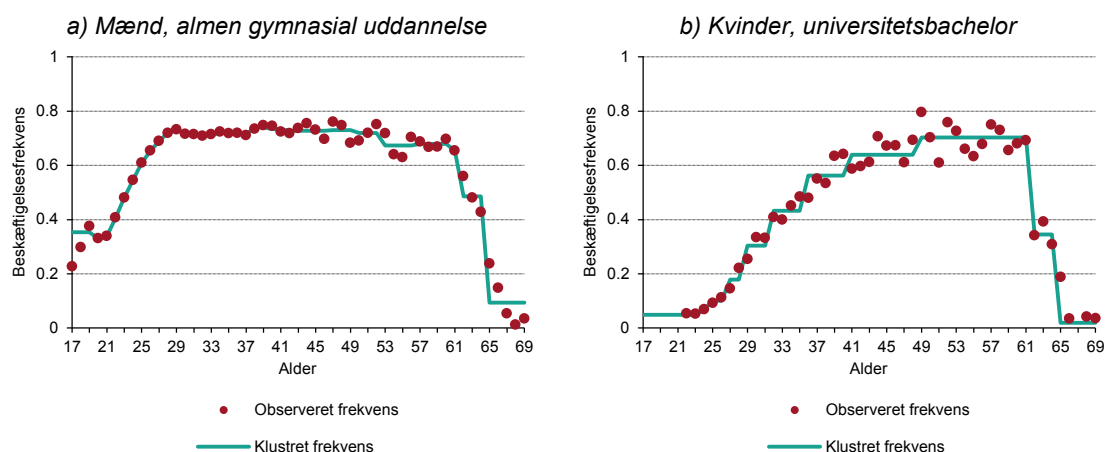 a) Mænd, almen gymnasial uddannelse
Beskæftigelsesfrekvens
1
0.8
0.6
0.4
0.2
0
17 21 25 29 33 37 41 45 49 53 57 61 65 69
Alder
Observeret frekvens
Klustret frekvens
b) Kvinder, universitetsbachelor
Beskæftigelsesfrekvens
1
0.8
0.6
0.4
0.2
0
17 21 25 29 33 37 41 45 49 53 57 61 65 69
Alder
Observeret frekvens
Klustret frekvens